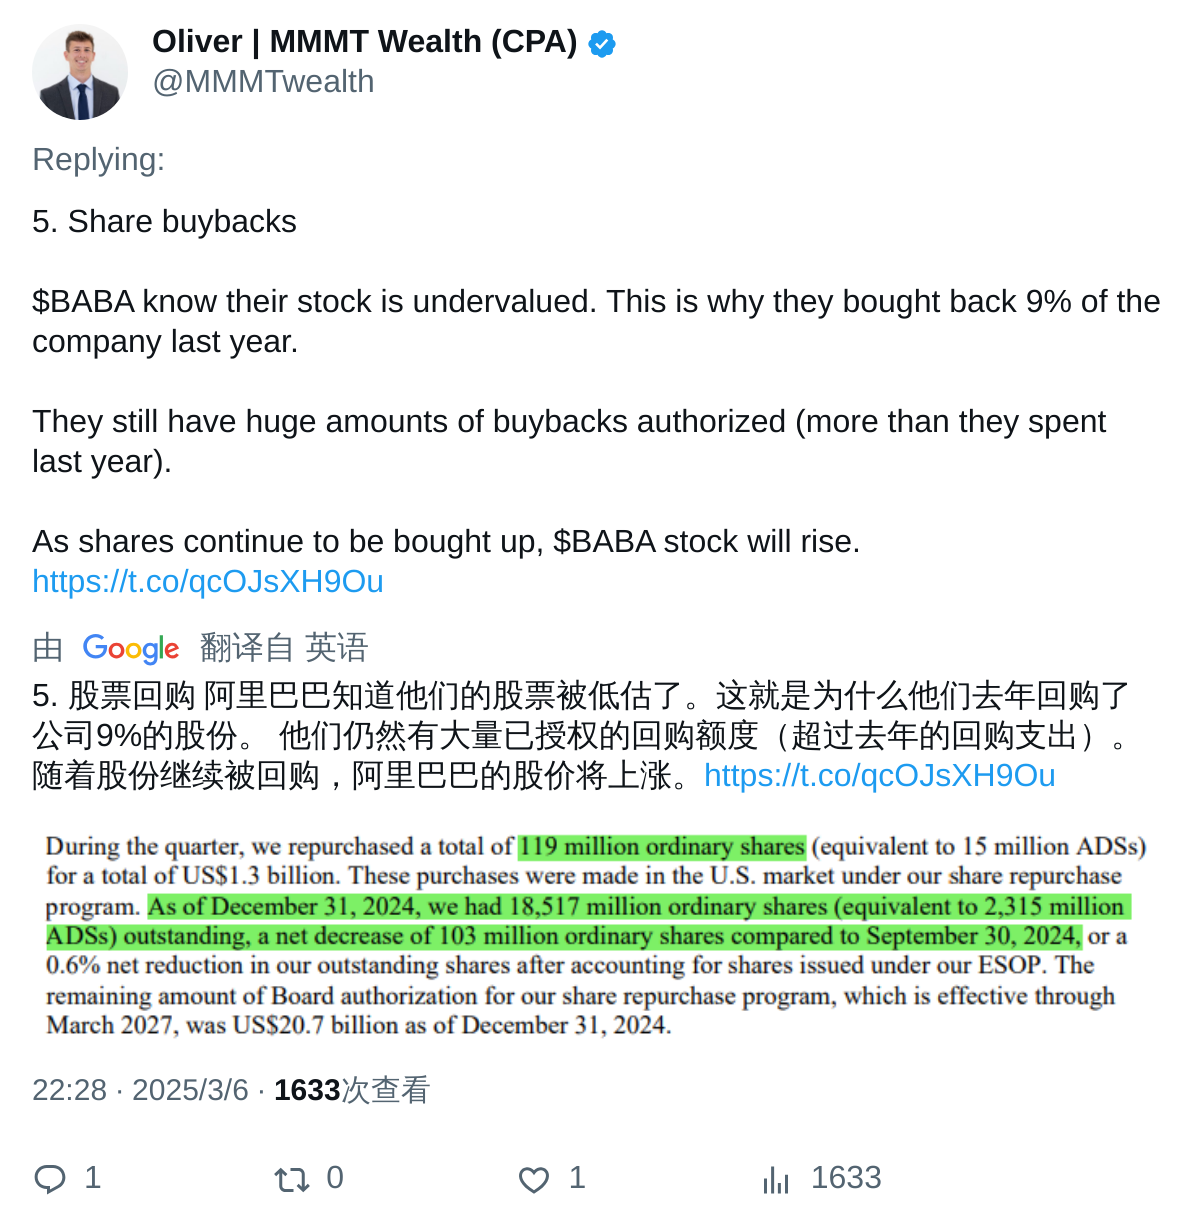 Oliver | MMMT Wealth (CPA)
@MMMTwealth
Replying:
5. Share buybacks
$BABA know their stock is undervalued. This is why they bought back 9% of the
company last year.
They still have huge amounts of buybacks authorized (more than they spent
last year).
As shares continue to be bought up, $BABA stock will rise.
https://t.co/qcOJsXH9Ou
由 Google 翻译自 英语
5. 股票回购 阿里巴巴知道他们的股票被低估了。这就是为什么他们去年回购了
公司9%的股份。 他们仍然有大量已授权的回购额度（超过去年的回购支出）。
随着股份继续被回购，阿里巴巴的股价将上涨。https://t.co/qcOJsXH9Ou
During the quarter, we repurchased a total of 119 million ordinary shares (equivalent to 15 million ADSs)
for a total of US$1.3 billion. These purchases were made in the U.S. market under our share repurchase
program. As of December 31, 2024, we had 18,517 million ordinary shares (equivalent to 2,315 million
ADSs) outstanding, a net decrease of 103 million ordinary shares compared to September 30, 2024, or a
0.6% net reduction in our outstanding shares after accounting for shares issued under our ESOP. The
remaining amount of Board authorization for our share repurchase program, which is effective through
March 2027, was US$20.7 billion as of December 31, 2024.
22:28 · 2025/3/6 · 1633次查看
1 0 1 1633